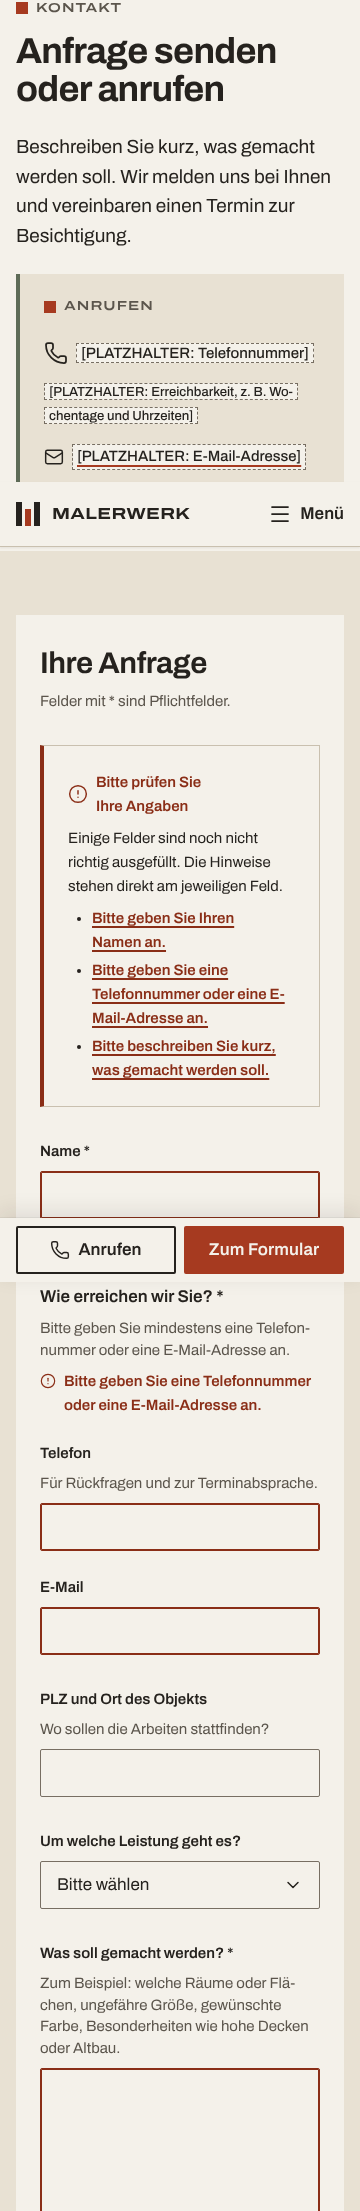 KONTAKT
Anfrage senden
oder anrufen
Beschreiben Sie kurz, was gemacht
werden soll. Wir melden uns bei Ihnen
und vereinbaren einen Termin zur
Besichtigung.
ANRUFEN
[PLATZHALTER: Telefonnummer]
[PLATZHALTER: Erreichbarkeit, z. B. Wo-
chentage und Uhrzeiten]
[PLATZHALTER: E-Mail-Adresse]
MALERWERK
Menü
Ihre Anfrage
Felder mit * sind Pflichtfelder.
Bitte prüfen Sie
Ihre Angaben
Einige Felder sind noch nicht
richtig ausgefüllt. Die Hinweise
stehen direkt am jeweiligen Feld.
• Bitte geben Sie Ihren
Namen an.
• Bitte geben Sie eine
Telefonnummer oder eine E-
Mail-Adresse an.
• Bitte beschreiben Sie kurz,
was gemacht werden soll.
Name *
Anrufen
Zum Formular
Wie erreichen wir Sie? *
Bitte geben Sie mindestens eine Telefon-
nummer oder eine E-Mail-Adresse an.
Bitte geben Sie eine Telefonnummer
oder eine E-Mail-Adresse an.
Telefon
Für Rückfragen und zur Terminabsprache.
E-Mail
PLZ und Ort des Objekts
Wo sollen die Arbeiten stattfinden?
Um welche Leistung geht es?
Bitte wählen
Was soll gemacht werden? *
Zum Beispiel: welche Räume oder Flä-
chen, ungefähre Größe, gewünschte
Farbe, Besonderheiten wie hohe Decken
oder Altbau.